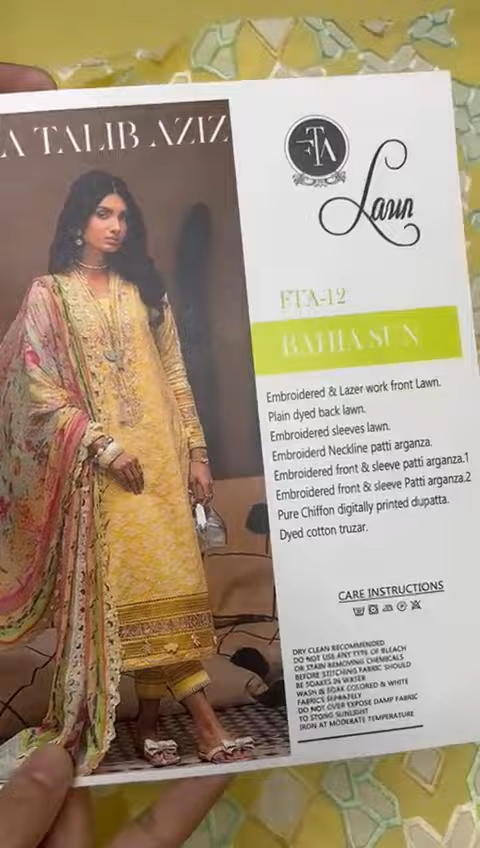 A TALIB AZIZ
FTA
Lawn
FTA-12
BAHIA SUN
Embroidered & Lazer work front Lawn.
Plain dyed back lawn.
Embroidered sleeves lawn.
Embroiderd Neckline patti arganza.
Embroidered front & sleeve patti arganza.1
Embroidered front & sleeve Patti arganza.2
Pure Chiffon digitally printed dupatta.
Dyed cotton truzar.
CARE INSTRUCTIONS
DRY CLEAN RECOMMENDED
DO NOT USE ANY TYPE OF BLEACH
OR STAIN REMOVING CHEMICALS
BEFORE STITCHING FABRIC SHOULD
BE SOAKES IN WATER
WASH & SOAK COLORED & WHITE
FABRICS SEPRATELY
DO NOT OVER EXPOSE DAMP FABRIC
TO STONG SUNLIGHT
IRON AT MODERATE TEMPERATURE